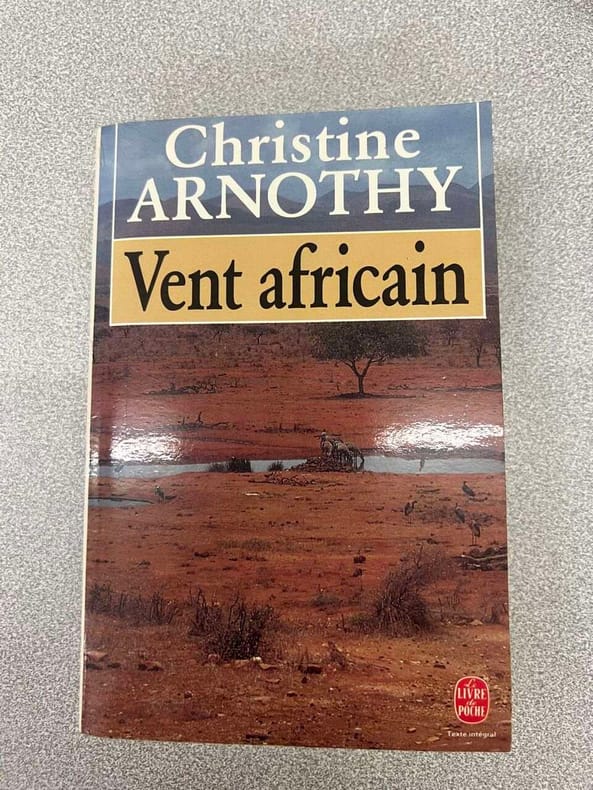 Christine
ARNOTHY
Vent africain
Le
LIVRE
de
POCHE
Texte intégral